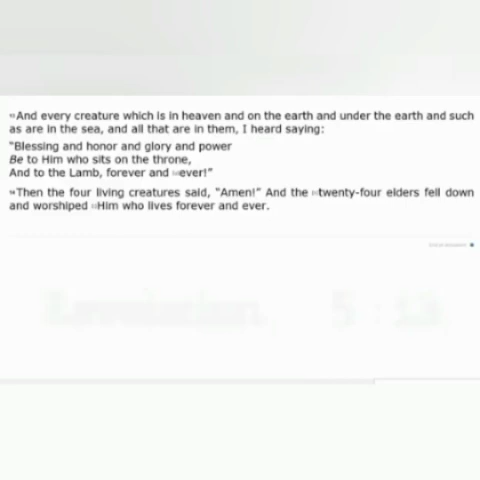 And every creature which is in heaven and on the earth and under the earth and such
as are in the sea, and all that are in them, I heard saying:
"Blessing and honor and glory and power
Be to Him who sits on the throne,
And to the Lamb, forever and ever!"
Then the four living creatures said, "Amen!" And the twenty-four elders fell down
and worshiped Him who lives forever and ever.
Revelation 5:13